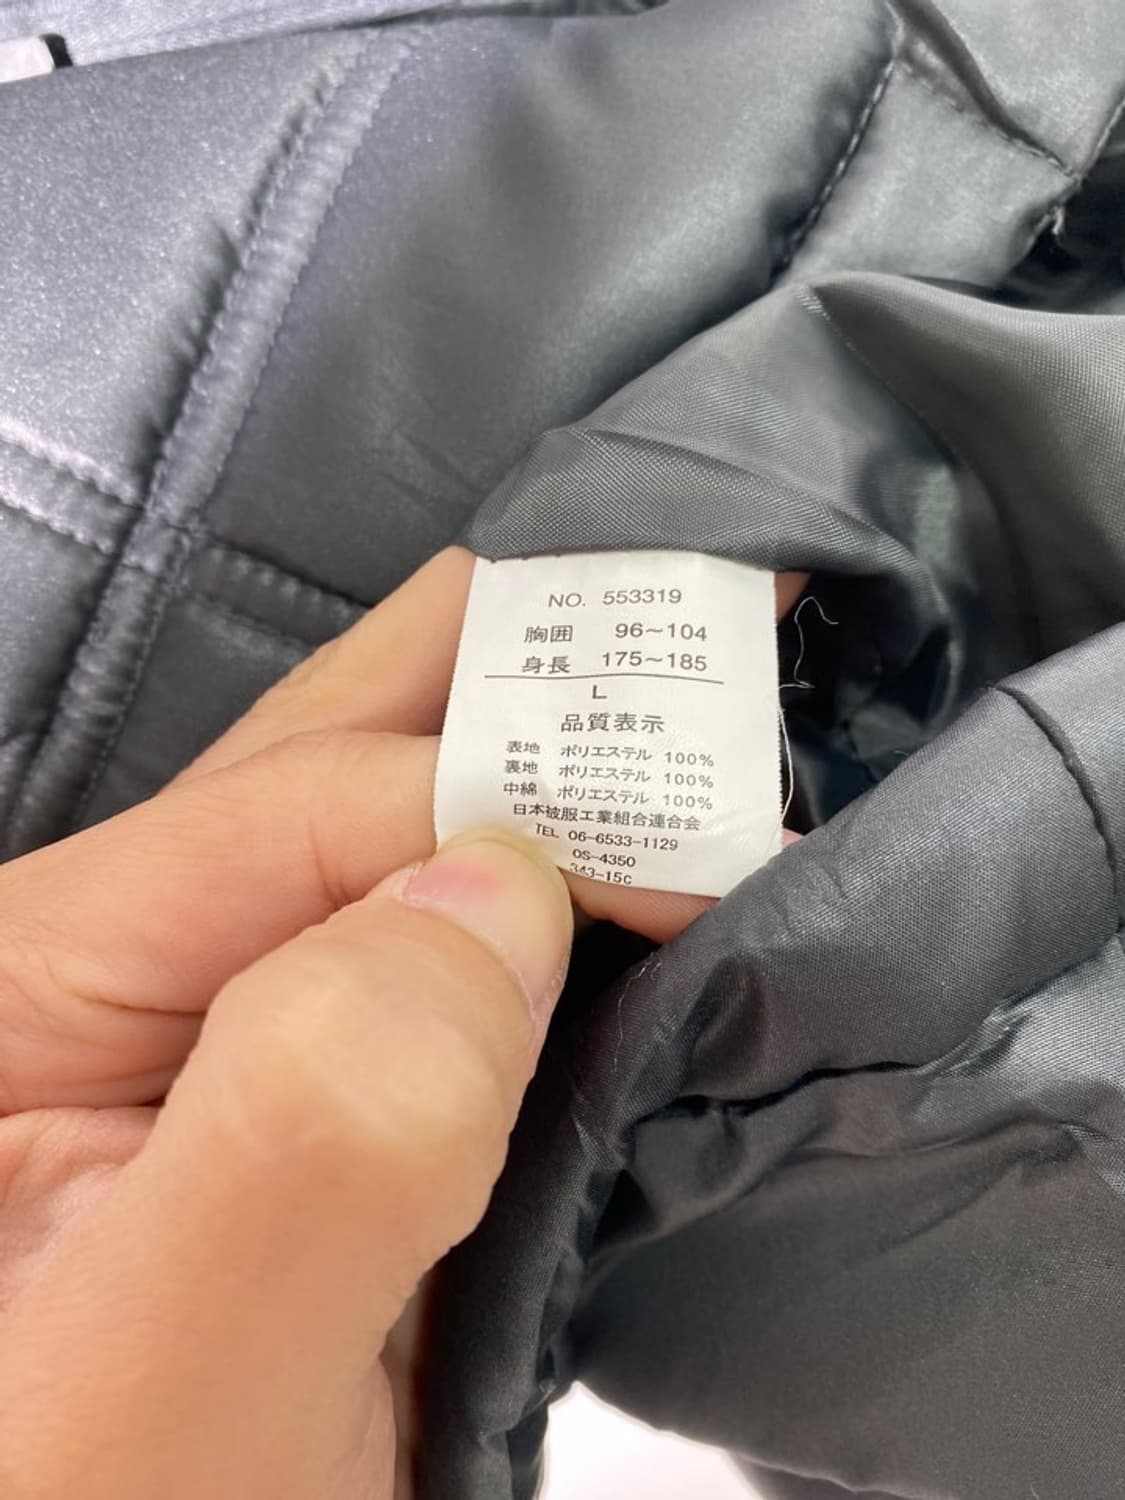 NO. 553319
胸囲 96~104
身長 175~185
L
品質表示
表地 ポリエステル 100%
裏地 ポリエステル 100%
中綿 ポリエステル 100%
日本被服工業組合連合会
TEL 06-6533-1129
OS-4350
343-15C